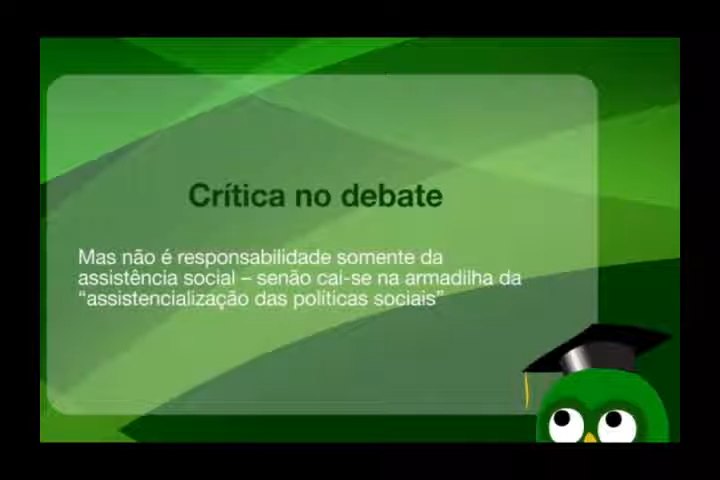 Crítica no debate
Mas não é responsabilidade somente da
assistência social – senão cai-se na armadilha da
“assistencialização das políticas sociais”